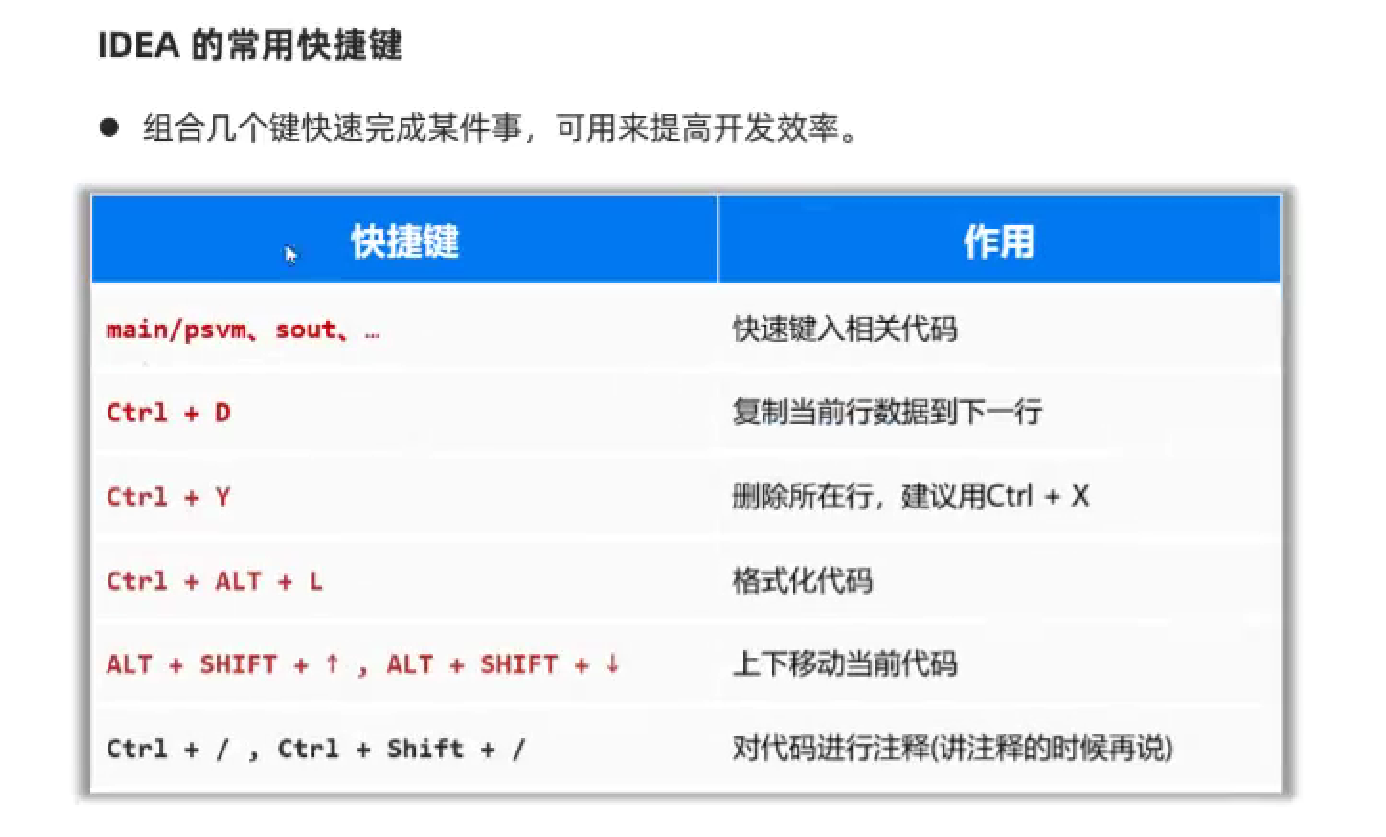 IDEA 的常用快捷键
● 组合几个键快速完成某件事，可用来提高开发效率。
快捷键 作用
main/psvm、sout、… 快速键入相关代码
Ctrl + D 复制当前行数据到下一行
Ctrl + Y 删除所在行，建议用Ctrl + X
Ctrl + ALT + L 格式化代码
ALT + SHIFT + ↑ , ALT + SHIFT + ↓ 上下移动当前代码
Ctrl + / , Ctrl + Shift + / 对代码进行注释(讲注释的时候再说)